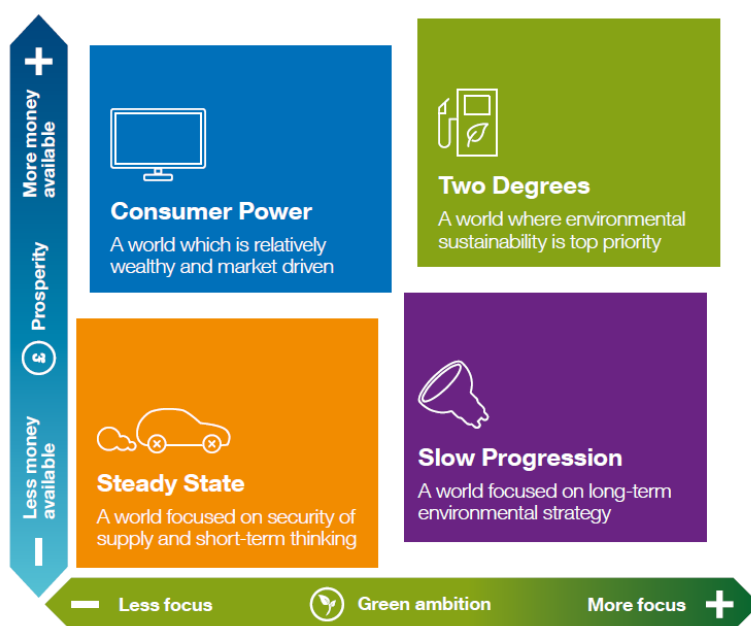 More money
available
Prosperity
£
Less money
available
Consumer Power
A world which is relatively
wealthy and market driven
Two Degrees
A world where environmental
sustainability is top priority
Steady State
A world focused on security of
supply and short-term thinking
Slow Progression
A world focused on long-term
environmental strategy
Less focus
Green ambition
More focus